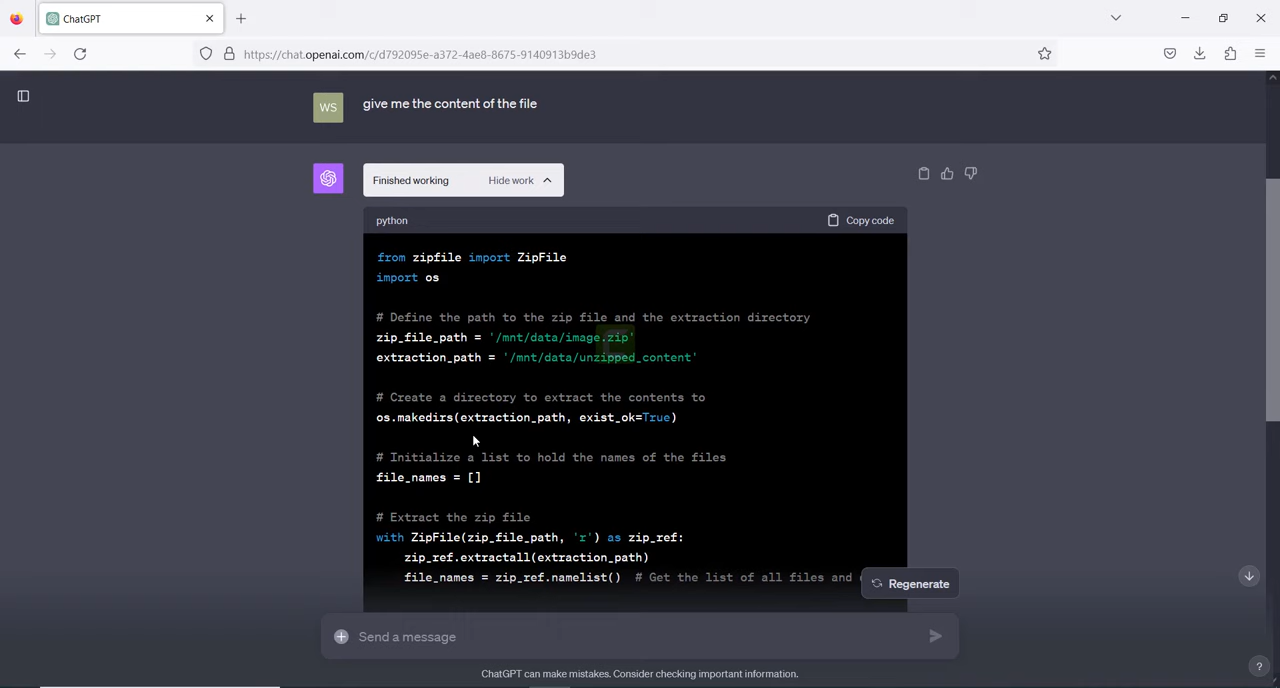 ChatGPT
https://chat.openai.com/c/d792095e-a372-4ae8-8675-9140913b9de3
WS
give me the content of the file
Finished working Hide work
python Copy code
from zipfile import ZipFile
import os
# Define the path to the zip file and the extraction directory
zip_file_path = '/mnt/data/image.zip'
extraction_path = '/mnt/data/unzipped_content'
# Create a directory to extract the contents to
os.makedirs(extraction_path, exist_ok=True)
# Initialize a list to hold the names of the files
file_names = []
# Extract the zip file
with ZipFile(zip_file_path, 'r') as zip_ref:
zip_ref.extractall(extraction_path)
file_names = zip_ref.namelist() # Get the list of all files and
Regenerate
Send a message
ChatGPT can make mistakes. Consider checking important information.
?